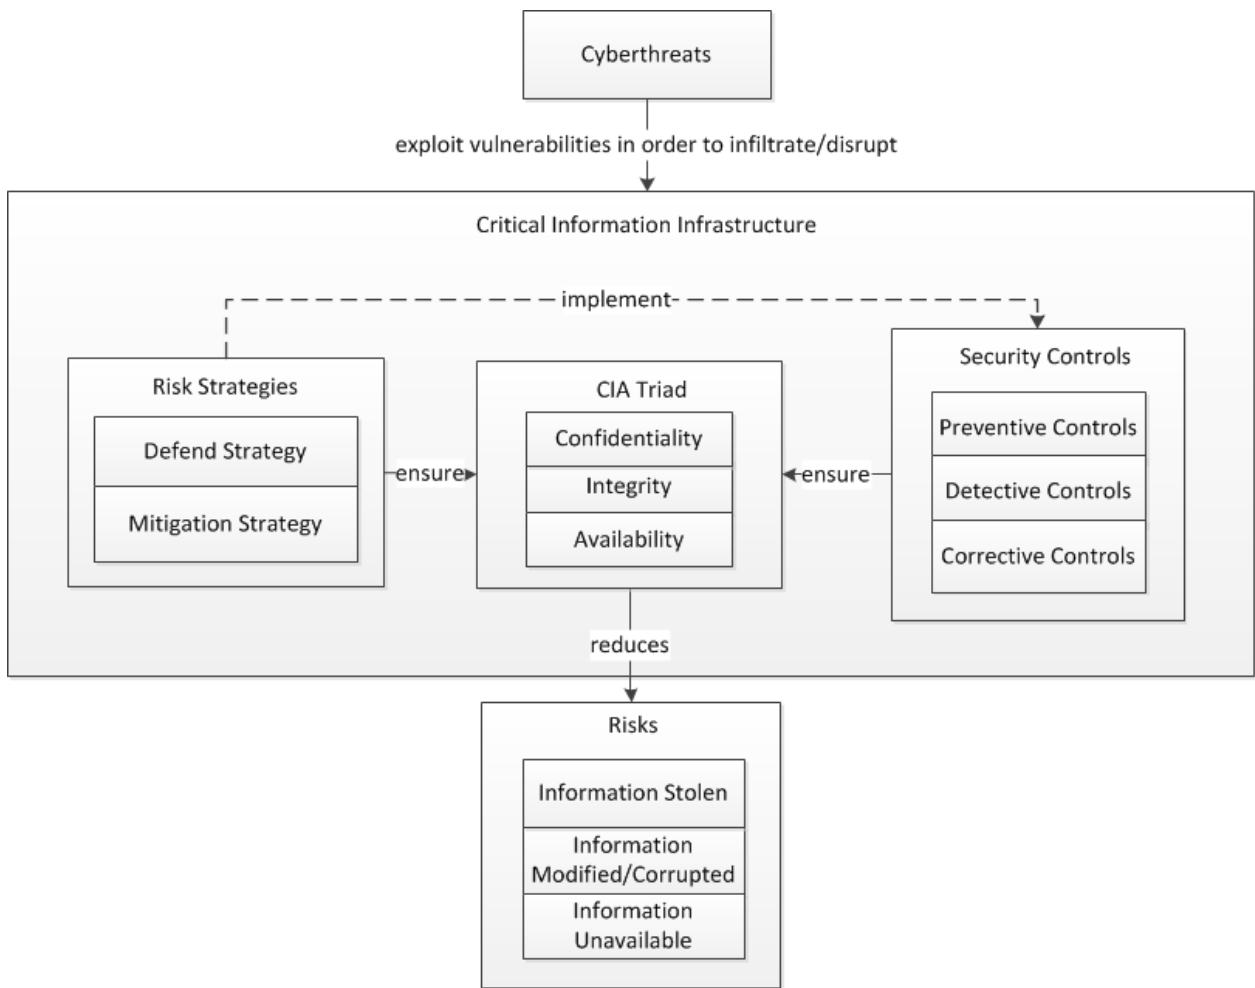 Cyberthreats
exploit vulnerabilities in order to infiltrate/disrupt
Critical Information Infrastructure
implement
Risk Strategies
Defend Strategy
Mitigation Strategy
ensure
CIA Triad
Confidentiality
Integrity
Availability
ensure
Security Controls
Preventive Controls
Detective Controls
Corrective Controls
reduces
Risks
Information Stolen
Information
Modified/Corrupted
Information
Unavailable